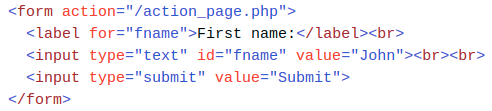 <form action="/action_page.php">
<label for="fname">First name:</label><br>
<input type="text" id="fname" value="John"><br><br>
<input type="submit" value="Submit">
</form>